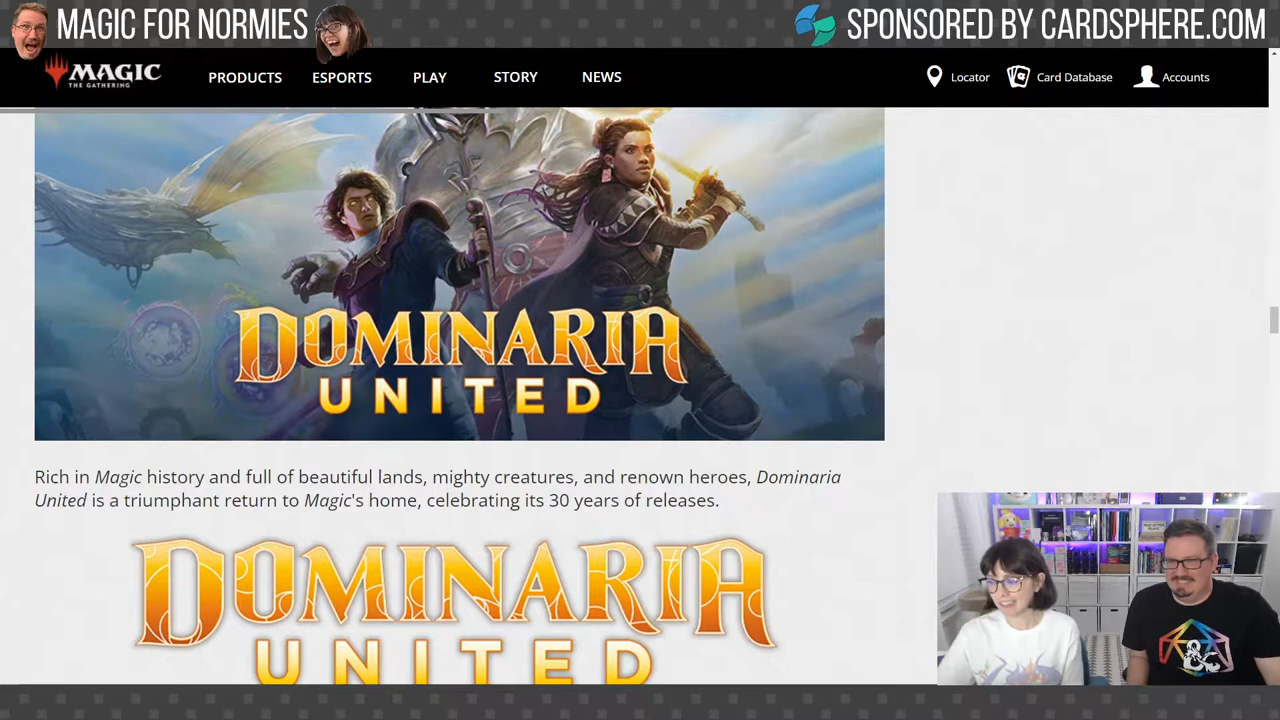 MAGIC FOR NORMIES
SPONSORED BY CARDSPHERE.COM
MAGIC
THE GATHERING
PRODUCTS
ESPORTS
PLAY
STORY
NEWS
Locator
Card Database
Accounts
DOMINARIA
UNITED
Rich in Magic history and full of beautiful lands, mighty creatures, and renown heroes, Dominaria
United is a triumphant return to Magic's home, celebrating its 30 years of releases.
DOMINARIA
UNITED